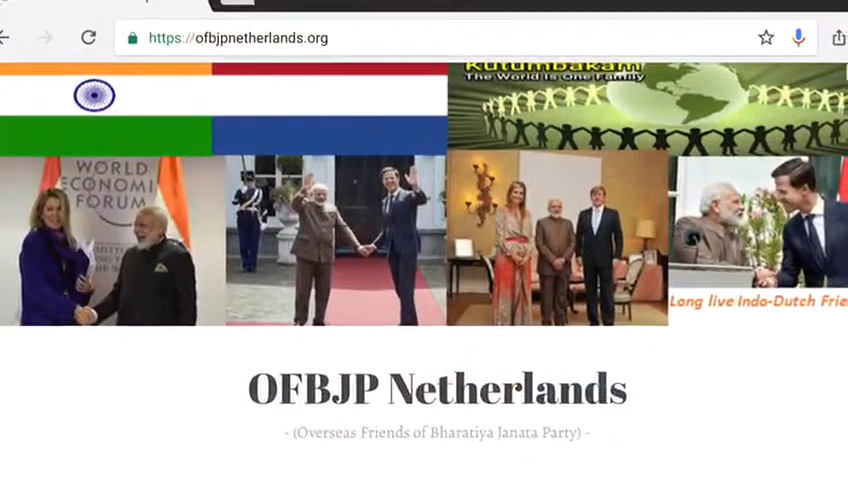 https://ofbjpnetherlands.org
Kutumbakam
The World Is One Family
WORLD
ECONOMI
FORUM
Long live Indo-Dutch Frie
OFBJP Netherlands
- (Overseas Friends of Bharatiya Janata Party) -